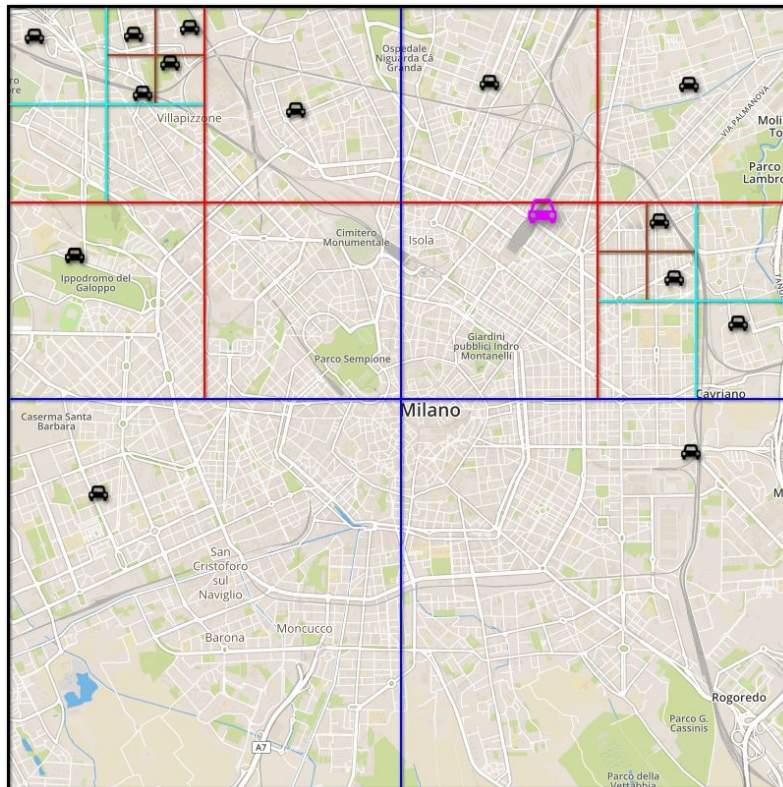 Ospedale
Niguarda Cà
Granda
Villapizzone
VIA PALMANOVA
Parco
Lambro
Cimitero
Monumentale
Isola
Ippodromo del
Galoppo
Giardini
pubblici Indro
Montanelli
Parco Sempione
Cavriano
Milano
Caserma Santa
Barbara
San
Cristoforo
sul
Naviglio
Barona
Moncucco
Rogoredo
Parco G.
Cassinis
A7
Parco della
Vettabbia